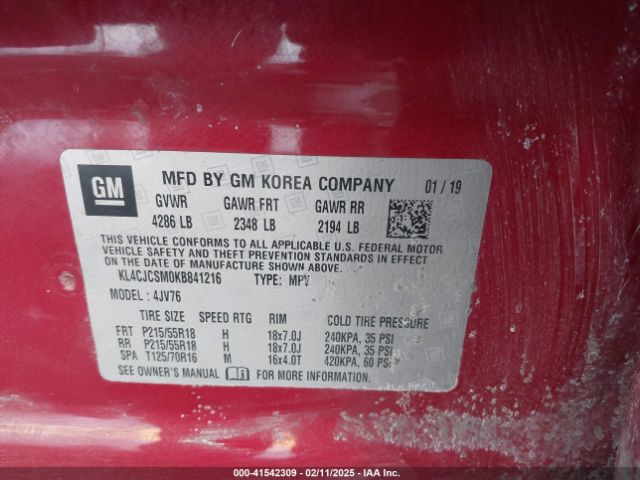 GM
MFD BY GM KOREA COMPANY 01 / 19
GVWR GAWR FRT GAWR RR
4286 LB 2348 LB 2194 LB
THIS VEHICLE CONFORMS TO ALL APPLICABLE U.S. FEDERAL MOTOR
VEHICLE SAFETY AND THEFT PREVENTION STANDARDS IN EFFECT ON
THE DATE OF MANUFACTURE SHOWN ABOVE.
KL4CJCSM0KB841216 TYPE: MPV
MODEL : 4JV76
TIRE SIZE SPEED RTG RIM COLD TIRE PRESSURE
FRT P215/55R18 H 18x7.0J 240KPA, 35 PSI
RR P215/55R18 H 18x7.0J 240KPA, 35 PSI
SPA T125/70R16 M 16x4.0T 420KPA, 60 PSI
SEE OWNER'S MANUAL FOR MORE INFORMATION.
000-41542309 - 02/11/2025 - IAA Inc.